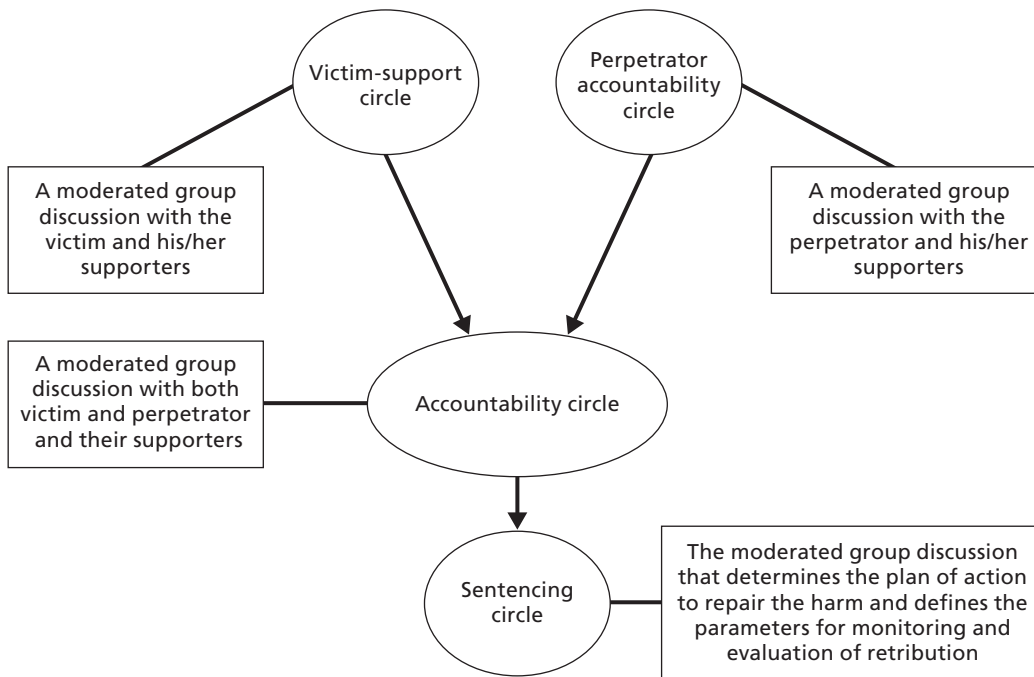 Victim-support
circle
Perpetrator
accountability
circle
A moderated group
discussion with the
victim and his/her
supporters
A moderated group
discussion with the
perpetrator and his/her
supporters
A moderated group
discussion with both
victim and perpetrator
and their supporters
Accountability circle
Sentencing
circle
The moderated group discussion
that determines the plan of action
to repair the harm and defines the
parameters for monitoring and
evaluation of retribution